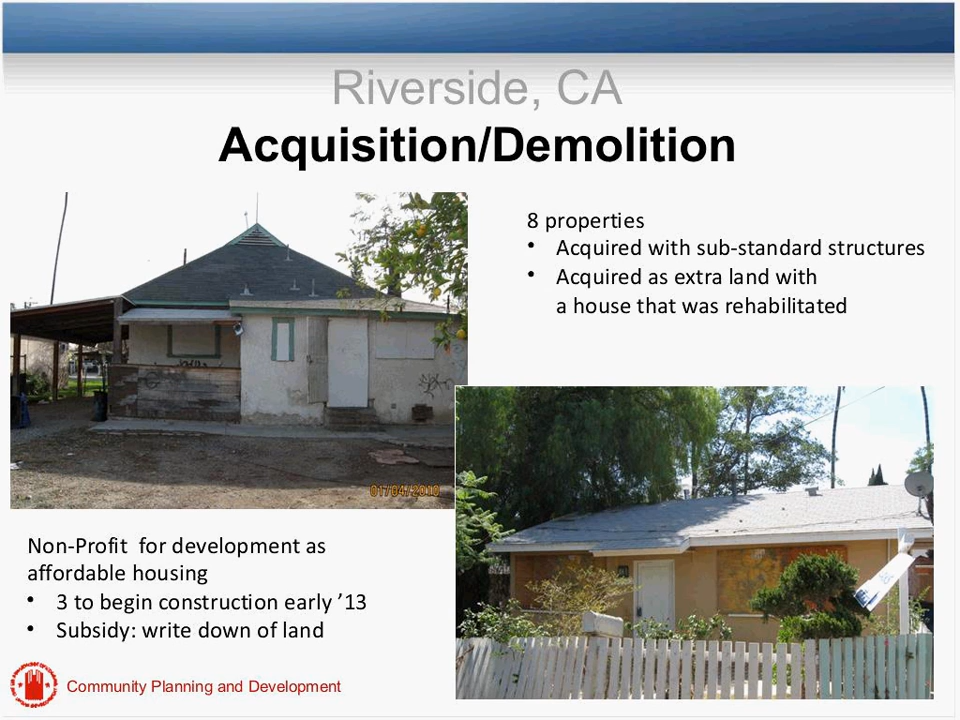 Riverside, CA
Acquisition/Demolition
8 properties
• Acquired with sub-standard structures
• Acquired as extra land with
a house that was rehabilitated
01/04/2010
Non-Profit for development as
affordable housing
• 3 to begin construction early ’13
• Subsidy: write down of land
Community Planning and Development